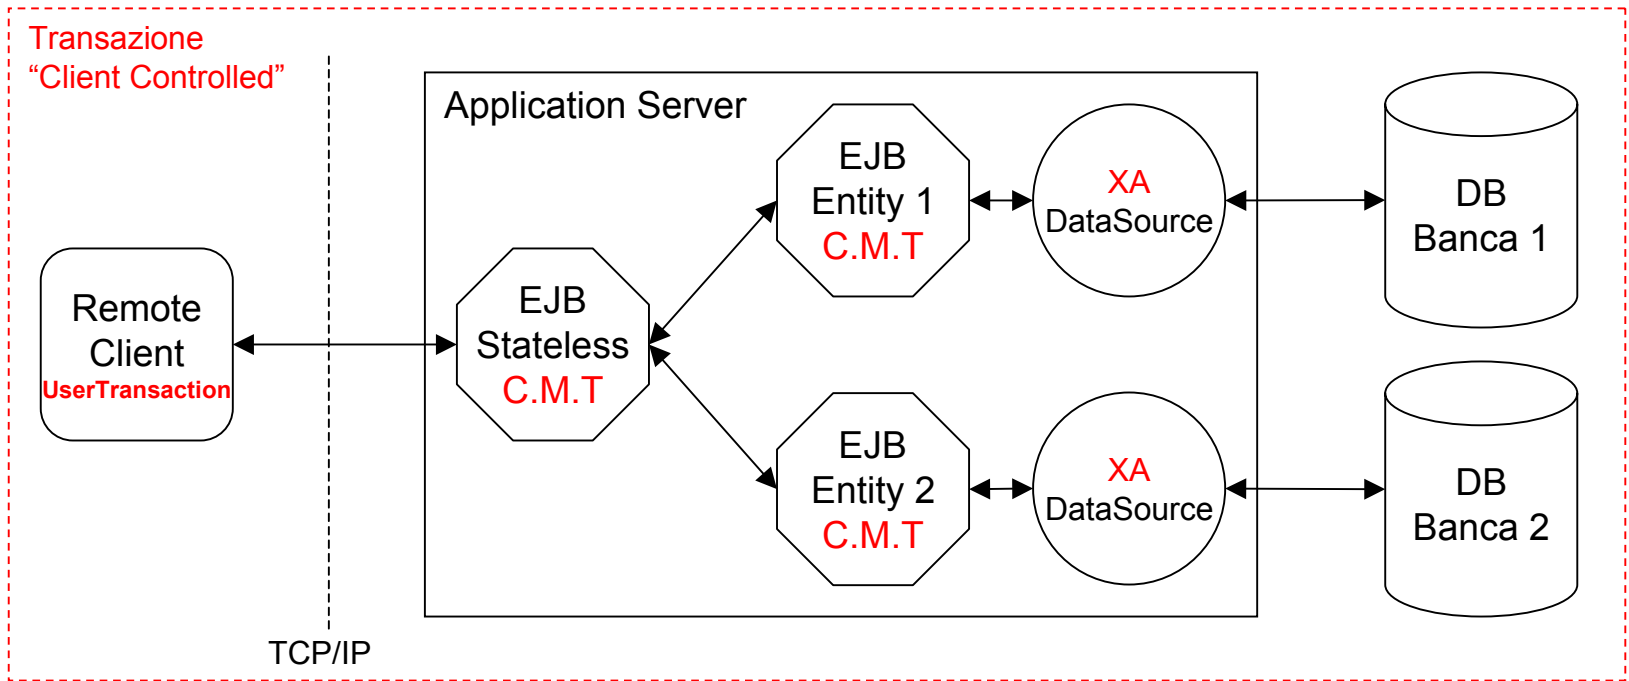 Transazione
“Client Controlled”
Application Server
Remote
Client
UserTransaction
TCP/IP
EJB
Stateless
C.M.T
EJB
Entity 1
C.M.T
XA
DataSource
DB
Banca 1
EJB
Entity 2
C.M.T
XA
DataSource
DB
Banca 2